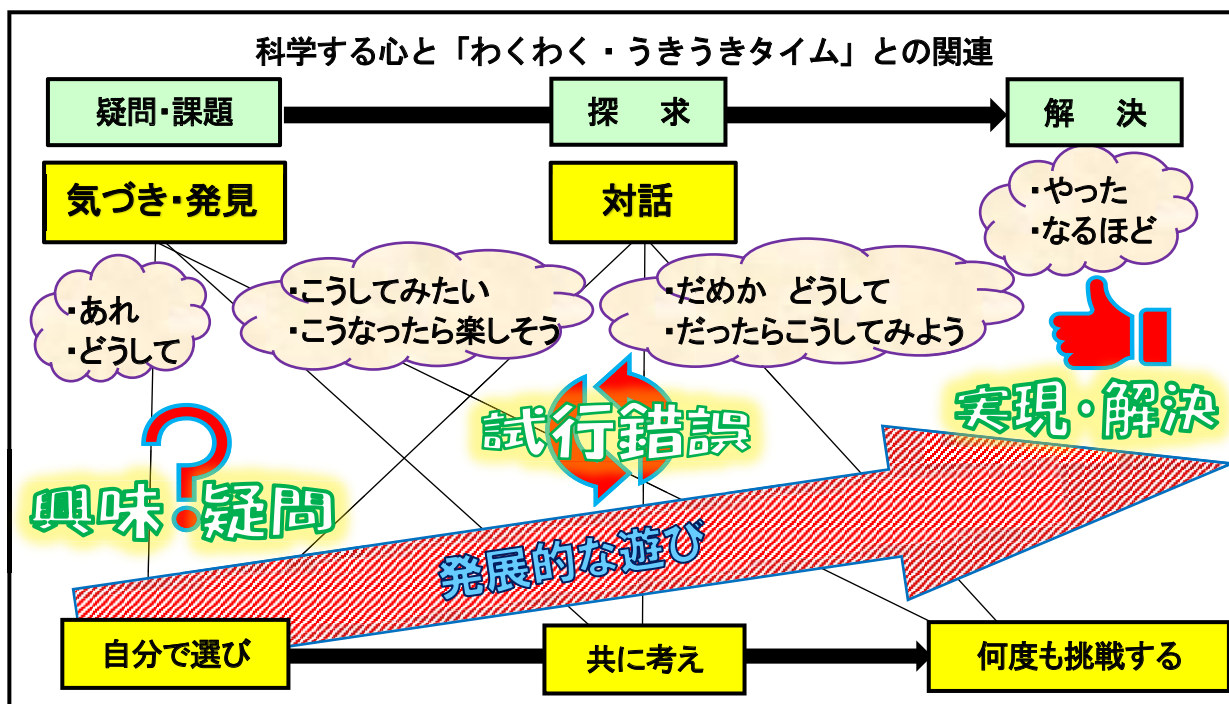 科学する心と「わくわく・うきうきタイム」との関連
疑問・課題
探　求
解　決
気づき・発見
対話
・やった
・なるほど
・あれ
・どうして
・こうしてみたい
・こうなったら楽しそう
・だめか　どうして
・だったらこうしてみよう
興味？疑問
試行錯誤
実現・解決
発展的な遊び
自分で選び
共に考え
何度も挑戦する